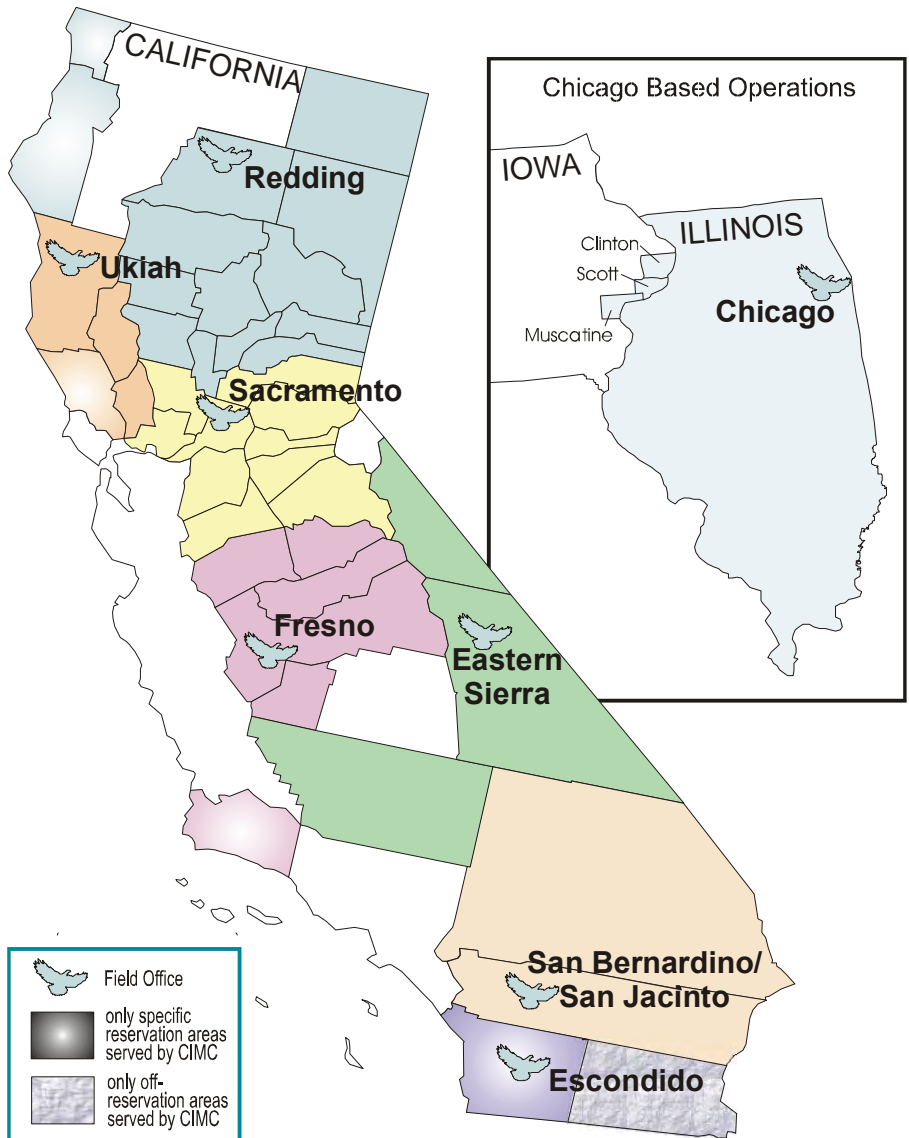 CALIFORNIA
Redding
Ukiah
Sacramento
Fresno
Eastern
Sierra
San Bernardino/
San Jacinto
Escondido
Chicago Based Operations
IOWA
ILLINOIS
Clinton
Scott
Muscatine
Chicago
Field Office
only specific
reservation areas
served by CIMC
only off-
reservation areas
served by CIMC